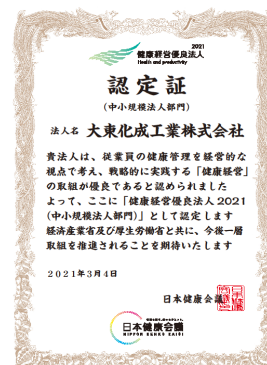 2021
健康経営優良法人
Health and productivity
認定証
(中小規模法人部門)
法人名 大東化成工業株式会社
貴法人は、従業員の健康管理を経営的な
視点で考え、戦略的に実践する「健康経営」
の取組が優良であると認められました
よって、ここに「健康経営優良法人2021
(中小規模法人部門)」として認定します
経済産業省及び厚生労働省と共に、今後一層
取組を推進されることを期待いたします
2021年3月4日
日本健康会議
日本健康会議
NIPPON KENKO KAIGI